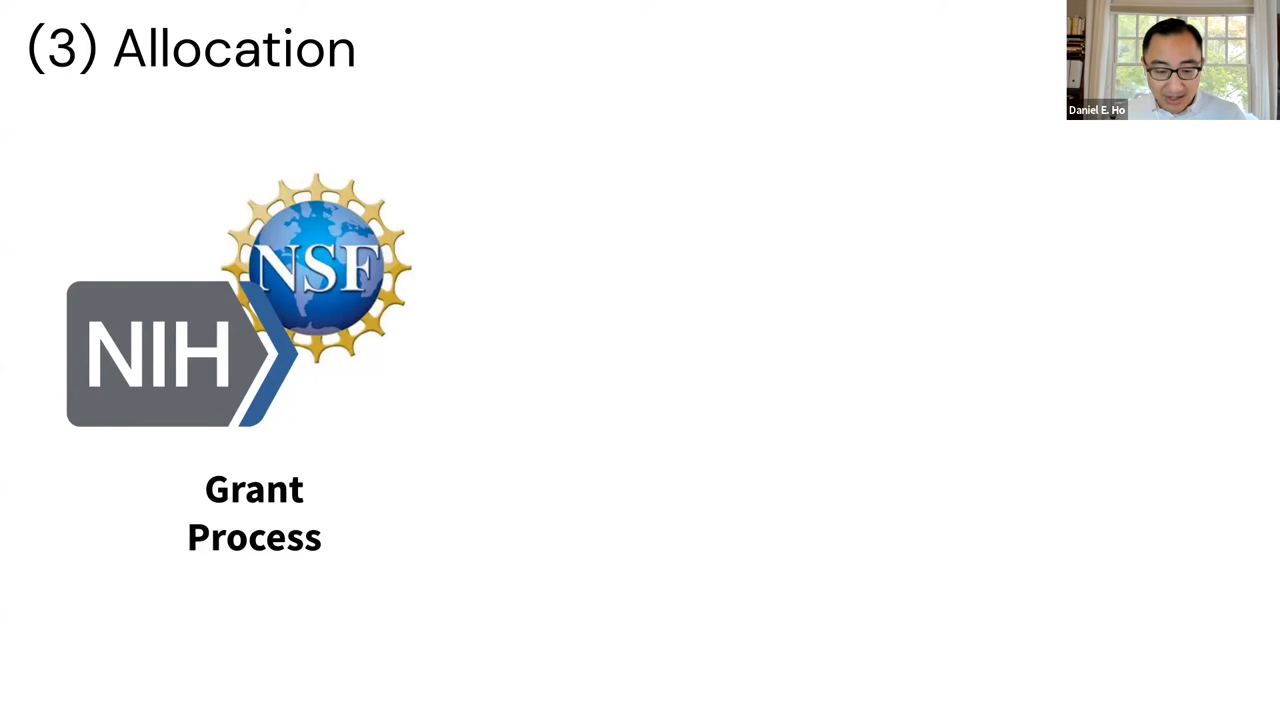 (3) Allocation
Daniel E. Ho
NSF
NIH
Grant
Process